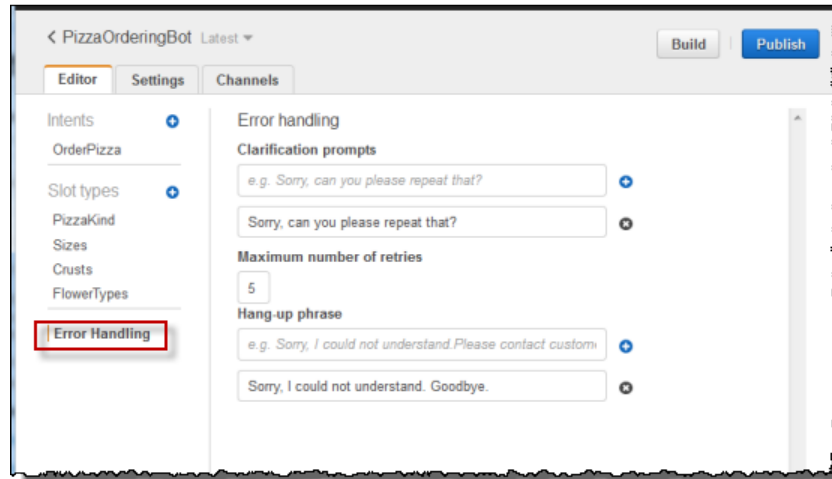 < PizzaOrderingBot Latest
Build
Publish
Editor Settings Channels
Intents
OrderPizza
Slot types
PizzaKind
Sizes
Crusts
FlowerTypes
Error Handling
Error handling
Clarification prompts
e.g. Sorry, can you please repeat that?
Sorry, can you please repeat that?
Maximum number of retries
5
Hang-up phrase
e.g. Sorry, I could not understand.Please contact custom
Sorry, I could not understand. Goodbye.